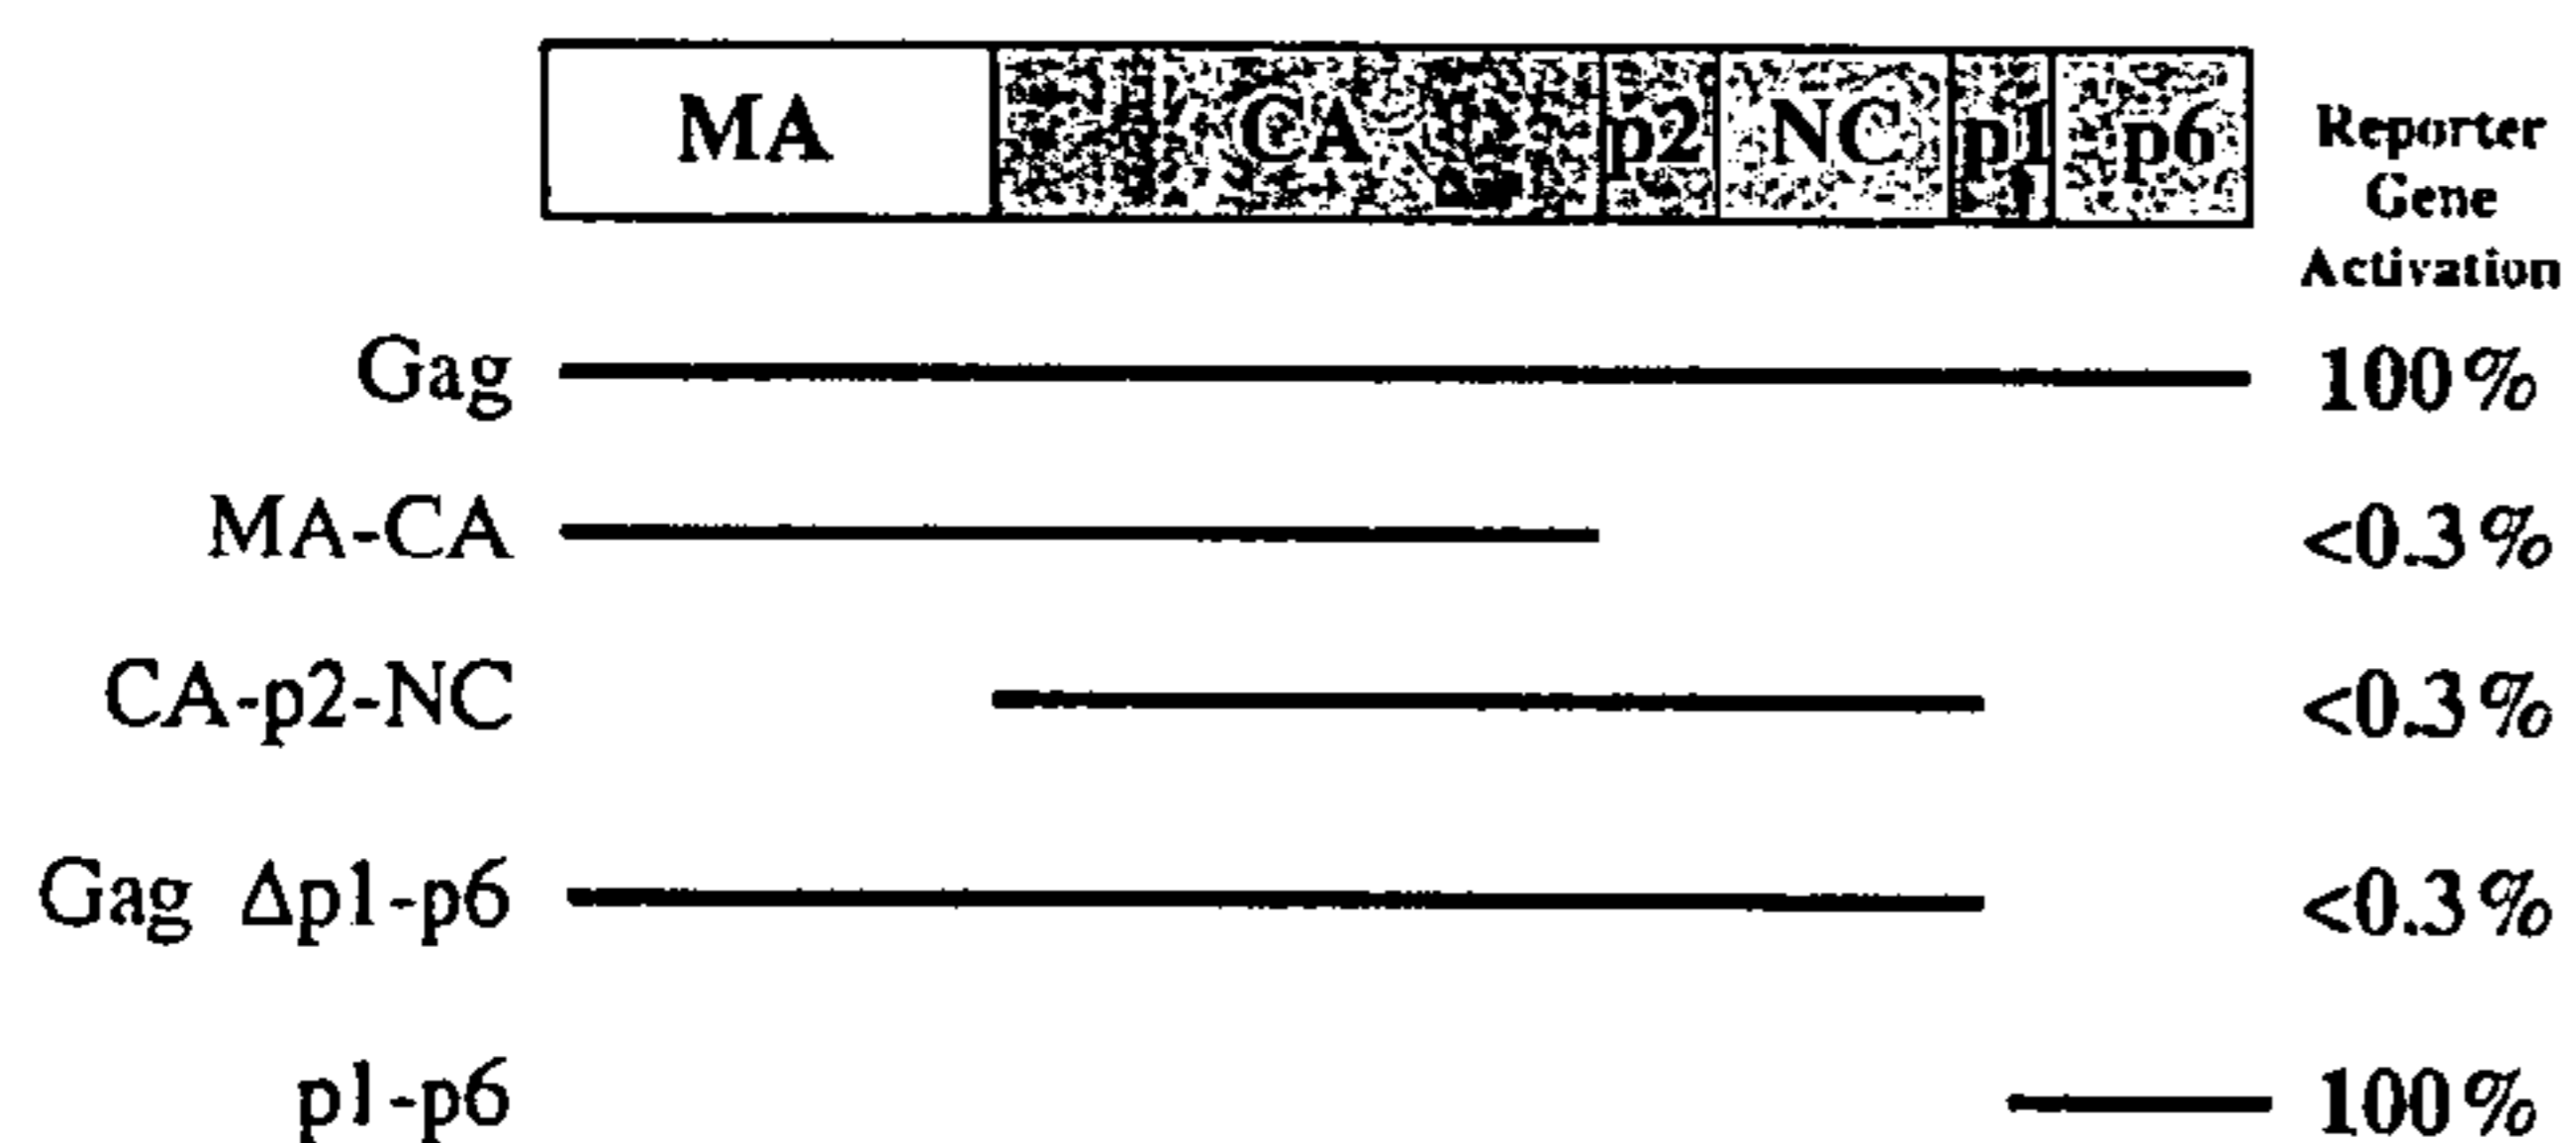 MA CA p2 NC p1 p6
Reporter
Gene
Activation
Gag 100%
MA-CA <0.3%
CA-p2-NC <0.3%
Gag Δp1-p6 <0.3%
p1-p6 100%